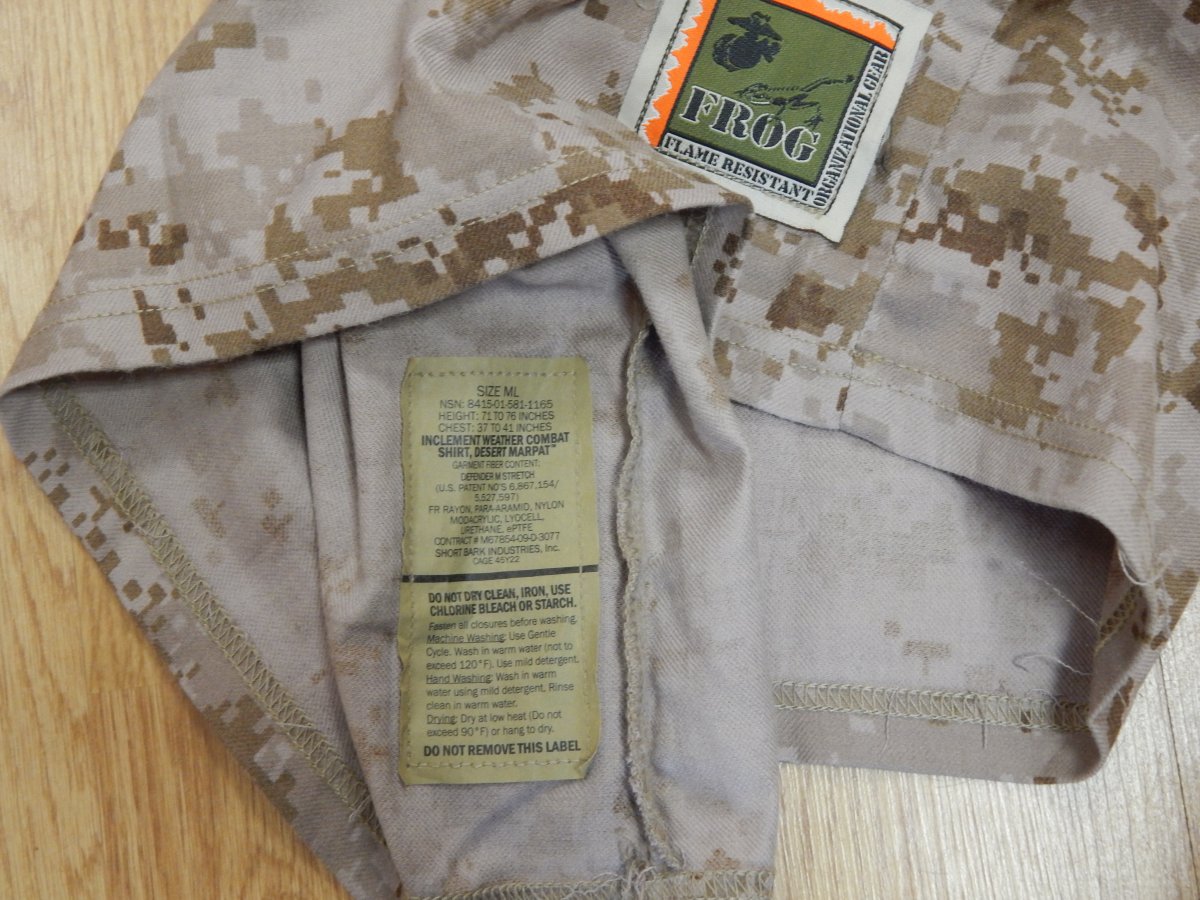 FROG
FLAME RESISTANT
ORGANIZATIONAL GEAR
SIZE ML
NSN: 8415-01-581-1165
HEIGHT: 71 TO 76 INCHES
CHEST: 37 TO 41 INCHES
INCLEMENT WEATHER COMBAT
SHIRT, DESERT MARPAT™
GARMENT FIBER CONTENT:
DEFENDER M STRETCH
(U.S. PATENT NO'S 6,867,154/
5,527,597)
FR RAYON, PARA-ARAMID, NYLON
MODACRYLIC, LYOCELL,
URETHANE, ePTFE
CONTRACT # M67854-09-D-3077
SHORT BARK INDUSTRIES, Inc.
CAGE 45Y22
DO NOT DRY CLEAN, IRON, USE
CHLORINE BLEACH OR STARCH.
Fasten all closures before washing.
Machine Washing: Use Gentle
Cycle. Wash in warm water (not to
exceed 120°F). Use mild detergent.
Hand Washing: Wash in warm
water using mild detergent. Rinse
clean in warm water.
Drying: Dry at low heat (Do not
exceed 90°F) or hang to dry.
DO NOT REMOVE THIS LABEL